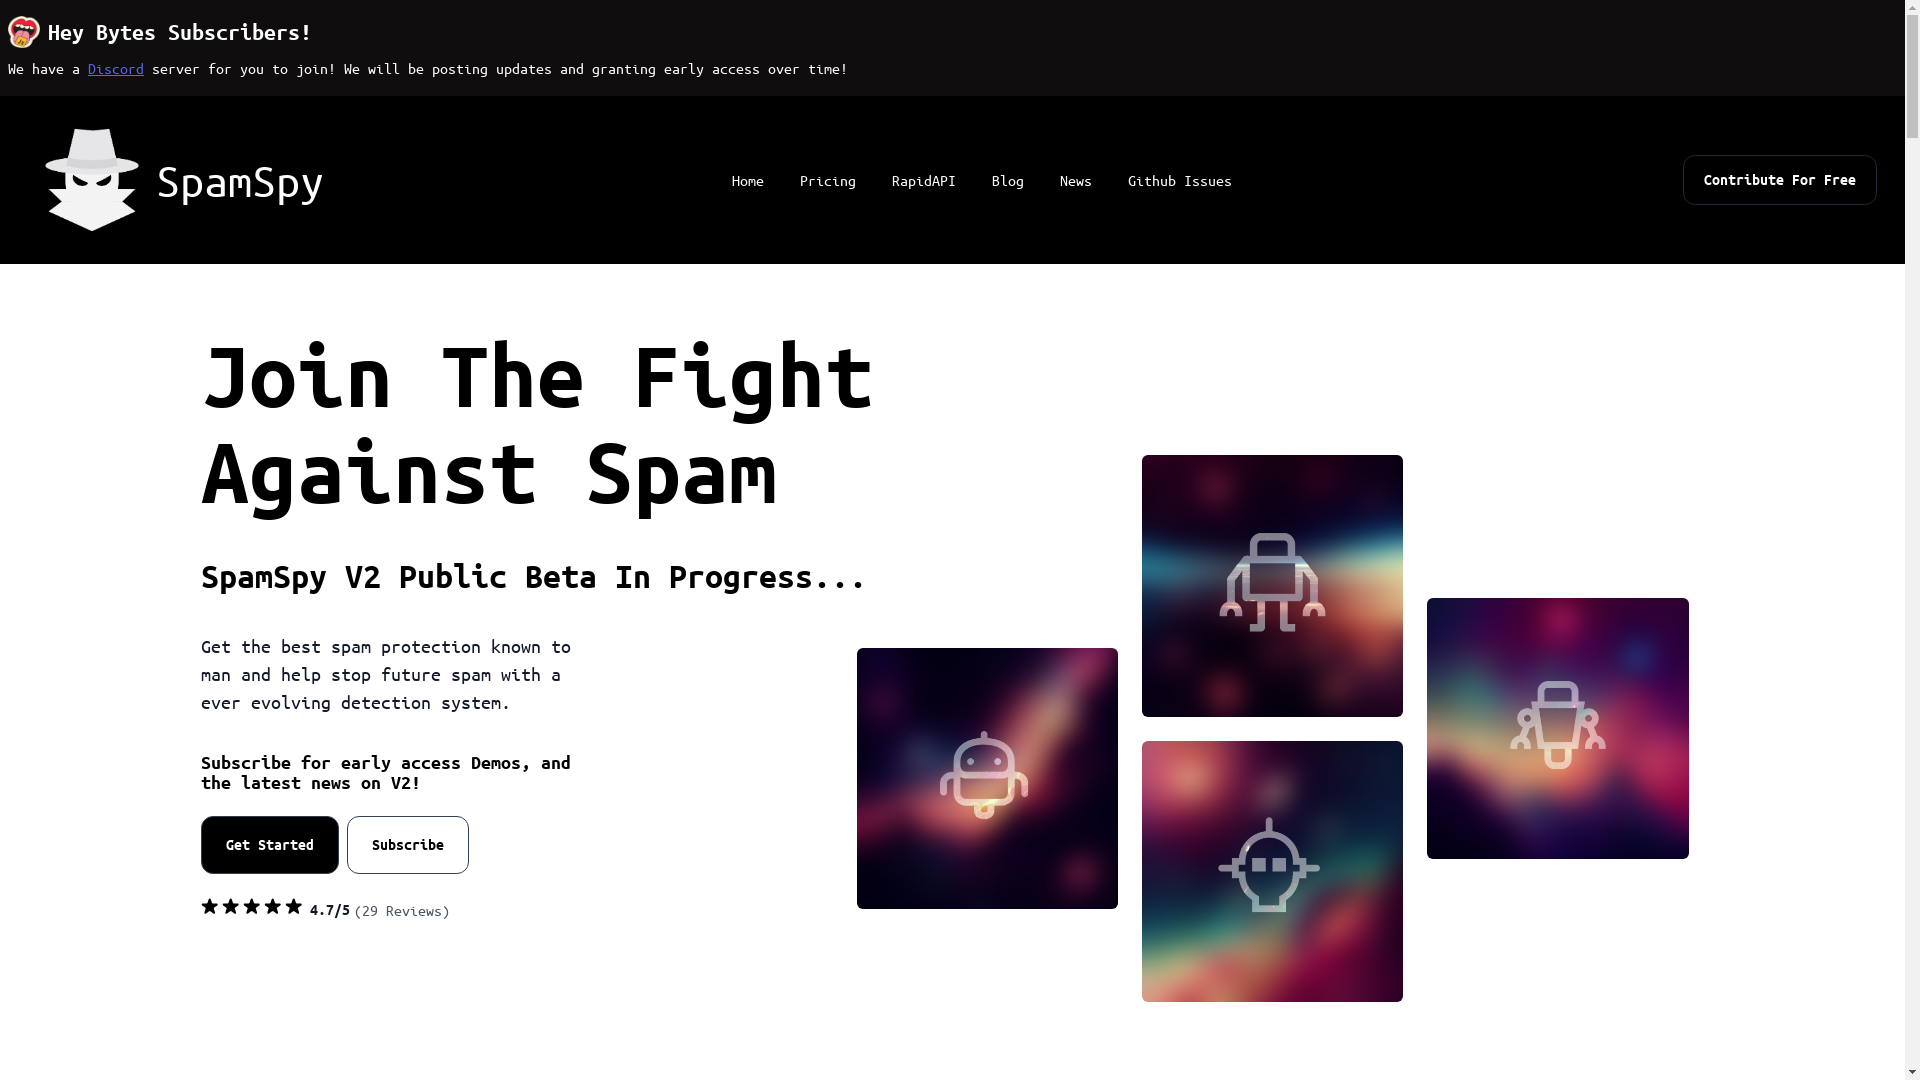 Hey Bytes Subscribers!
We have a Discord server for you to join! We will be posting updates and granting early access over time!
SpamSpy
Home
Pricing
RapidAPI
Blog
News
Github Issues
Contribute For Free
Join The Fight
Against Spam
SpamSpy V2 Public Beta In Progress...
Get the best spam protection known to
man and help stop future spam with a
ever evolving detection system.
Subscribe for early access Demos, and
the latest news on V2!
Get Started
Subscribe
4.7/5 (29 Reviews)